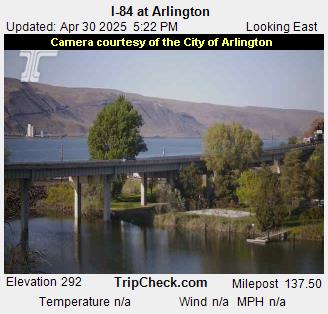 I-84 at Arlington
Updated: Apr 30 2025 5:22 PM Looking East
Camera courtesy of the City of Arlington
Elevation 292 TripCheck.com Milepost 137.50
Temperature n/a Wind n/a MPH n/a